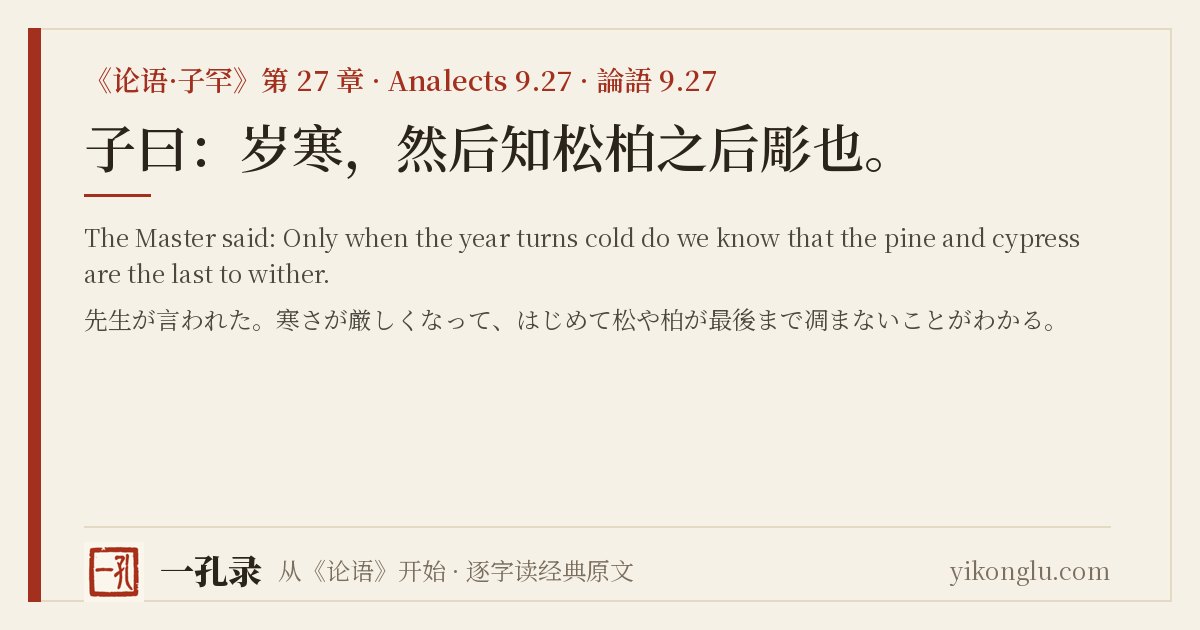 《论语·子罕》第 27 章 · Analects 9.27 · 論語 9.27
子曰：岁寒，然后知松柏之后彫也。
The Master said: Only when the year turns cold do we know that the pine and cypress
are the last to wither.
先生が言われた。寒さが厳しくなって、はじめて松や柏が最後まで凋まないことがわかる。
一孔
一孔录
从《论语》开始 · 逐字读经典原文
yikonglu.com